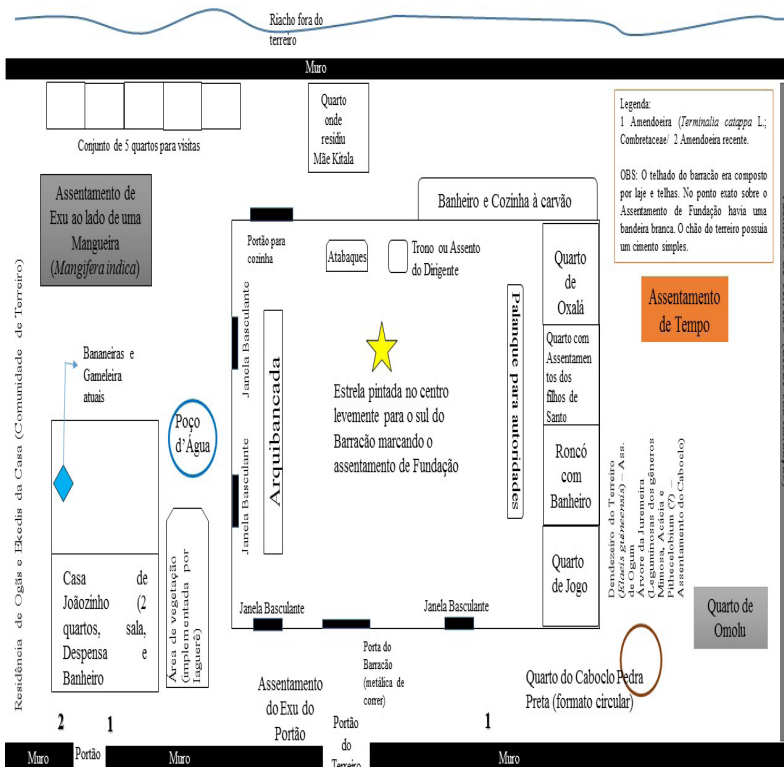 Riacho fora do
terreiro
Muro
Conjunto de 5 quartos para visitas
Quarto
onde
residiu
Mãe Kitala
Legenda:
1 Amendoeira (Terminalia catappa L.;
Combretaceae/ 2 Amendoeira recente.
OBS: O telhado do barracão era composto
por laje e telhas. No ponto exato sobre o
Assentamento de Fundação havia uma
bandeira branca. O chão do terreiro possuia
um cimento simples.
Assentamento de
Exu ao lado de uma
Mangueira
(Mangifera indica)
Banheiro e Cozinha à carvão
Portão para
cozinha
Atabaques
Trono ou Assento
do Dirigente
Quarto
de
Oxalá
Assentamento
de Tempo
Residência de Ogãs e Ekedis da Casa (Comunidade de Terreiro)
Janela Basculante
Arquibancada
Palanque para autoridades
Bananeiras e
Gameleira
atuais
Quarto com
Assentamen
tos dos
filhos de
Santo
Estrela pintada no centro
levemente para o sul do
Barracão marcando o
assentamento de Fundação
Poço
d'Água
Janela Basculante
Roncó
com
Banheiro
Dendezeiro do Terreiro
(Elaeis guineensis) – Ass.
de Ogum
Árvore da Juremeira
(Leguminosas dos gêneros
Mimosa, Acácia e
Pithecelobium (?) –
Assentamento do Caboclo)
Casa de
Joãozinho (2
quartos, sala,
Despensa e
Banheiro
Área de vegetação
(implementada por
Quarto
de Jogo
Quarto de
Omolu
Janela Basculante
Janela Basculante
Porta do
Barracão
(metálica de
correr)
Assentamento
do Exu do
Portão
Quarto do Caboclo Pedra
Preta (formato circular)
2
1
Portão
do
Terreiro
1
Muro
Portão
Muro
Muro